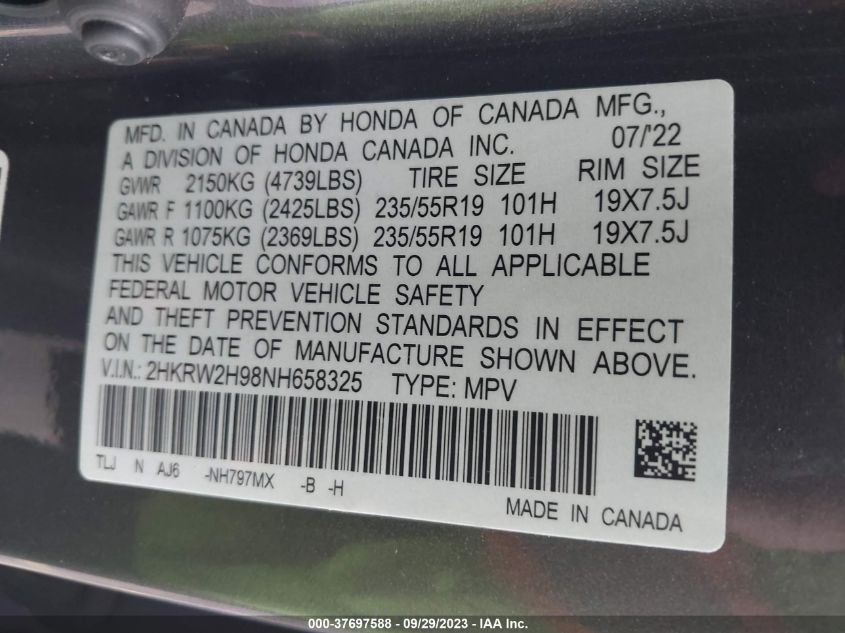 MFD. IN CANADA BY HONDA OF CANADA MFG.,
A DIVISION OF HONDA CANADA INC. 07/'22
GVWR 2150KG (4739LBS) TIRE SIZE RIM SIZE
GAWR F 1100KG (2425LBS) 235/55R19 101H 19X7.5J
GAWR R 1075KG (2369LBS) 235/55R19 101H 19X7.5J
THIS VEHICLE CONFORMS TO ALL APPLICABLE
FEDERAL MOTOR VEHICLE SAFETY
AND THEFT PREVENTION STANDARDS IN EFFECT
ON THE DATE OF MANUFACTURE SHOWN ABOVE.
V.I.N.: 2HKRW2H98NH658325 TYPE: MPV
TLJ N AJ6 -NH797MX -B -H
MADE IN CANADA
000-37697588 - 09/29/2023 - IAA Inc.